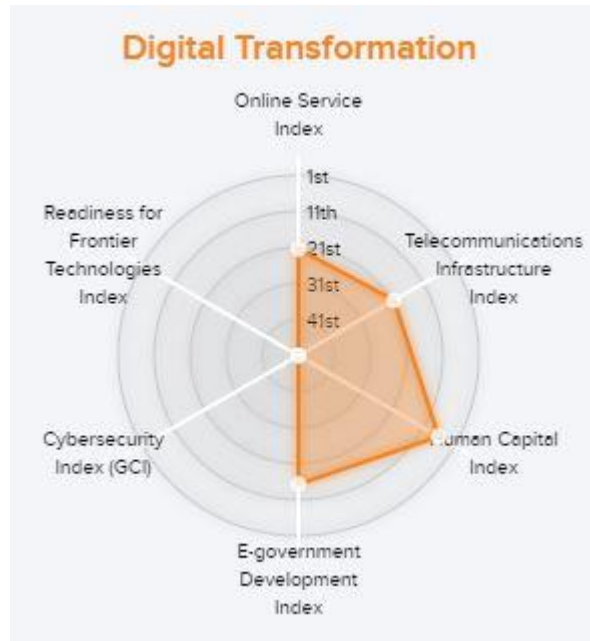 Digital Transformation
Online Service
Index
1st
11th
21st
31st
41st
Readiness for
Frontier
Technologies
Index
Telecommunications
Infrastructure
Index
Cybersecurity
Index (GCI)
Human Capital
Index
E-government
Development
Index